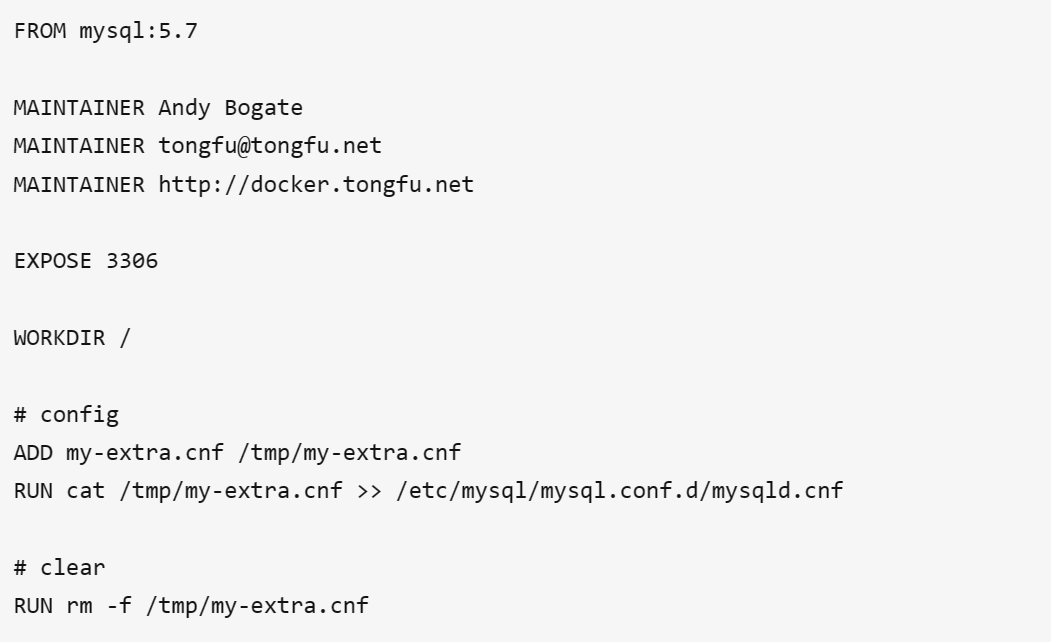 FROM mysql:5.7
MAINTAINER Andy Bogate
MAINTAINER tongfu@tongfu.net
MAINTAINER http://docker.tongfu.net
EXPOSE 3306
WORKDIR /
# config
ADD my-extra.cnf /tmp/my-extra.cnf
RUN cat /tmp/my-extra.cnf >> /etc/mysql/mysql.conf.d/mysqld.cnf
# clear
RUN rm -f /tmp/my-extra.cnf